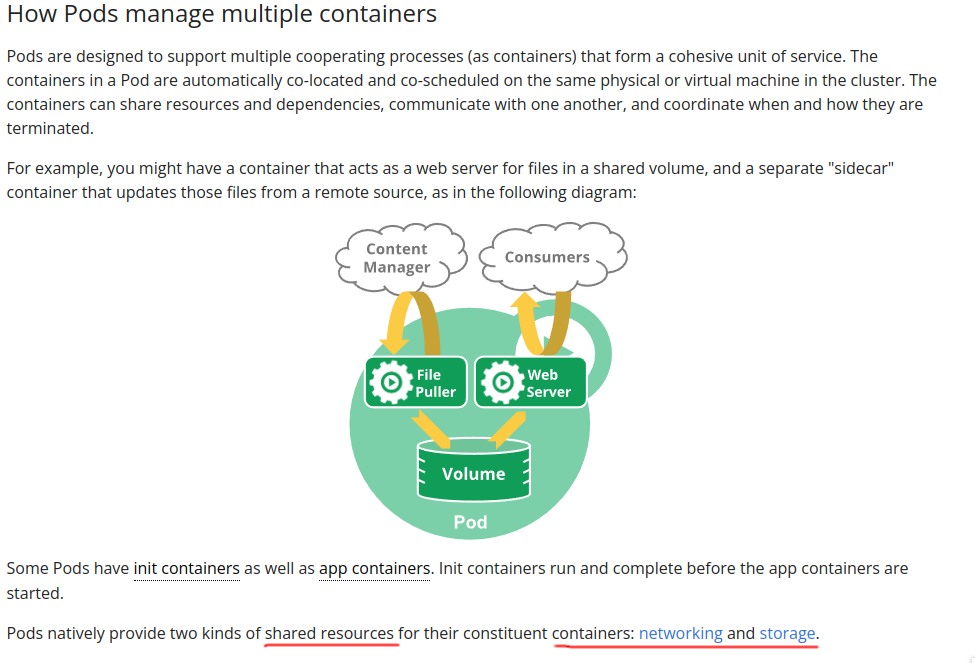 How Pods manage multiple containers
Pods are designed to support multiple cooperating processes (as containers) that form a cohesive unit of service. The
containers in a Pod are automatically co-located and co-scheduled on the same physical or virtual machine in the cluster. The
containers can share resources and dependencies, communicate with one another, and coordinate when and how they are
terminated.
For example, you might have a container that acts as a web server for files in a shared volume, and a separate "sidecar"
container that updates those files from a remote source, as in the following diagram:
Content
Manager
Consumers
File
Puller
Web
Server
Volume
Pod
Some Pods have init containers as well as app containers. Init containers run and complete before the app containers are
started.
Pods natively provide two kinds of shared resources for their constituent containers: networking and storage.